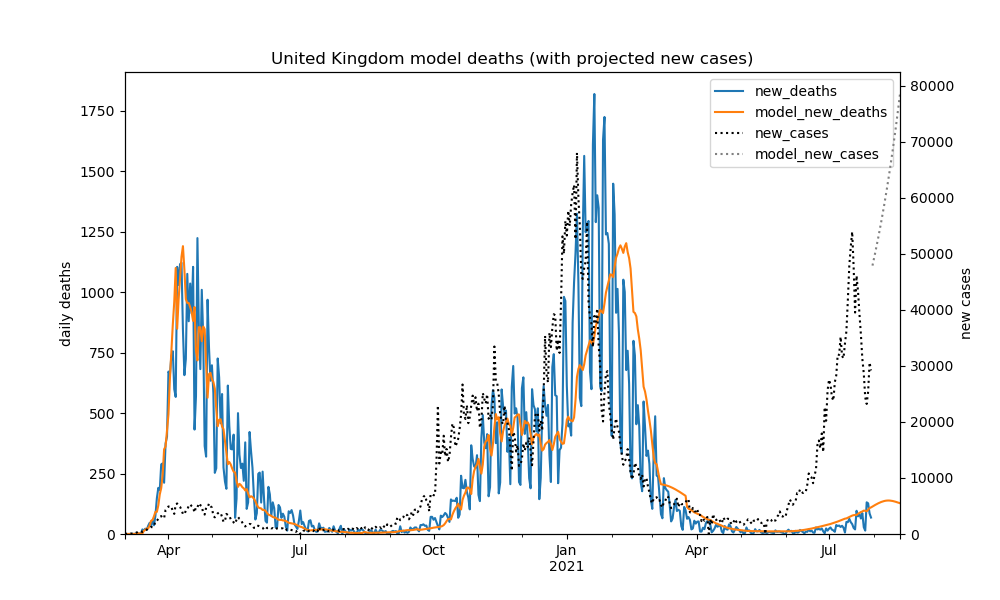 United Kingdom model deaths (with projected new cases)
new_deaths
model_new_deaths
new_cases
model_new_cases
daily deaths
1750
1500
1250
1000
750
500
250
0
80000
70000
60000
50000
40000
30000
20000
10000
0
new cases
Apr Jul Oct Jan Apr Jul
2021